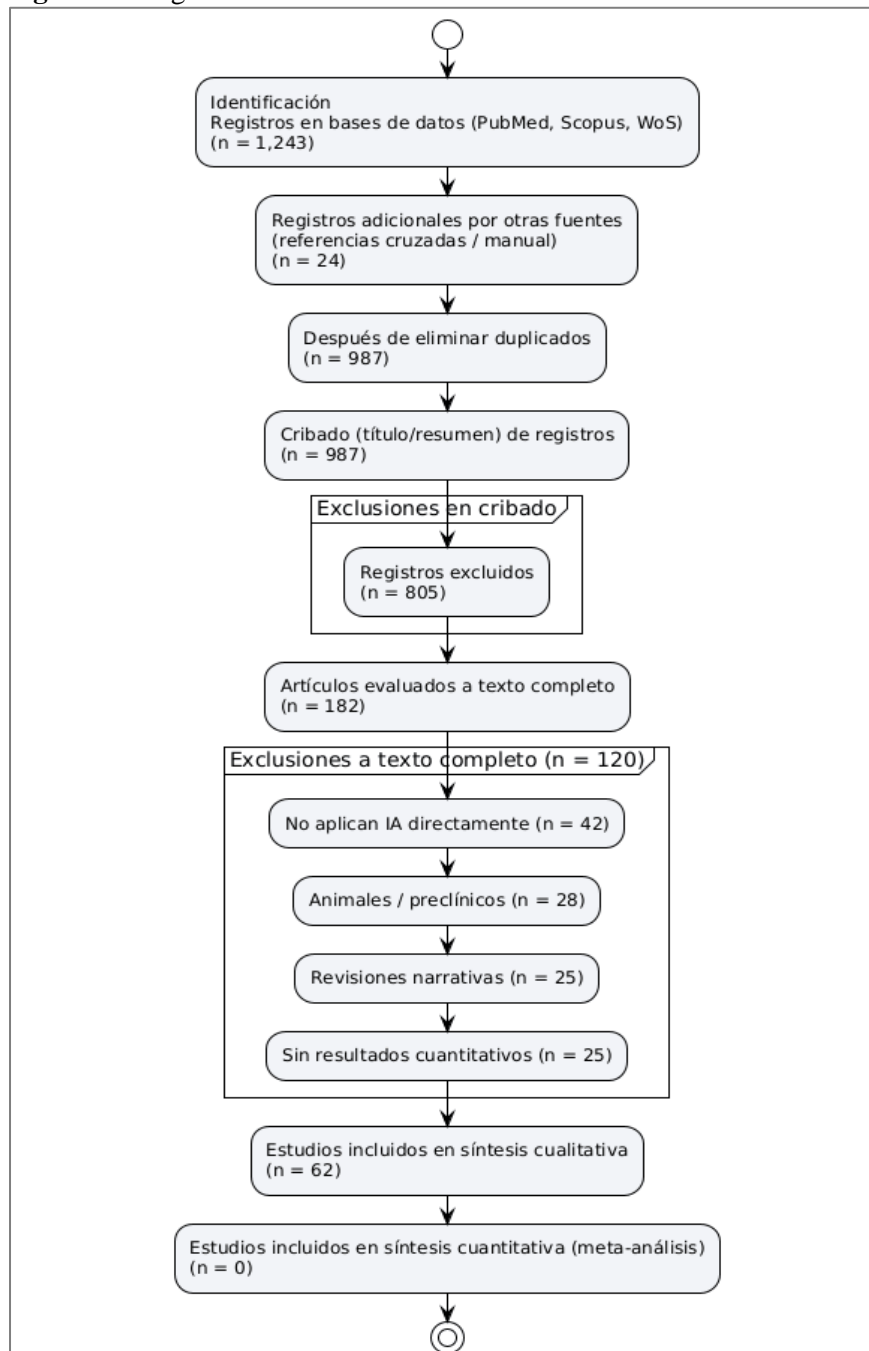 Identificación
Registros en bases de datos (PubMed, Scopus, WoS)
(n = 1,243)
Registros adicionales por otras fuentes
(referencias cruzadas / manual)
(n = 24)
Después de eliminar duplicados
(n = 987)
Cribado (título/resumen) de registros
(n = 987)
Exclusiones en cribado
Registros excluidos
(n = 805)
Artículos evaluados a texto completo
(n = 182)
Exclusiones a texto completo (n = 120)
No aplican IA directamente (n = 42)
Animales / preclínicos (n = 28)
Revisiones narrativas (n = 25)
Sin resultados cuantitativos (n = 25)
Estudios incluidos en síntesis cualitativa
(n = 62)
Estudios incluidos en síntesis cuantitativa (meta-análisis)
(n = 0)